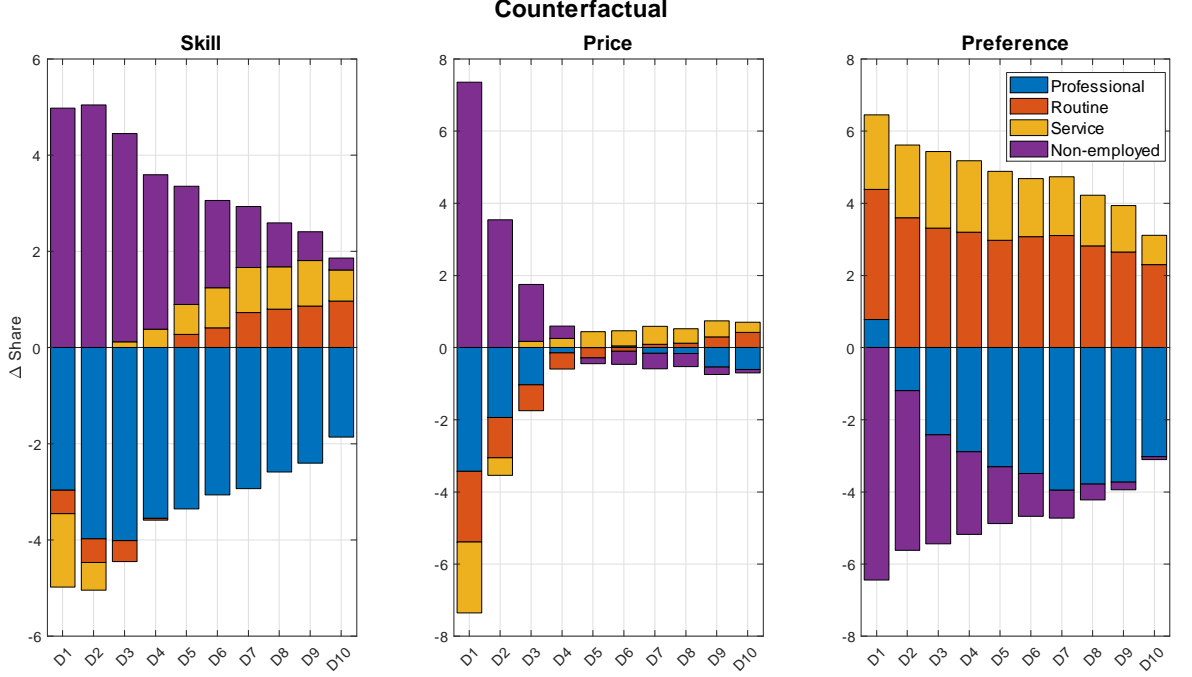 Counterfactual
Skill
Price
Preference
Δ Share
6
4
2
0
-2
-4
-6
D1 D2 D3 D4 D5 D6 D7 D8 D9 D10
8
6
4
2
0
-2
-4
-6
-8
D1 D2 D3 D4 D5 D6 D7 D8 D9 D10
8
6
4
2
0
-2
-4
-6
-8
D1 D2 D3 D4 D5 D6 D7 D8 D9 D10
Professional
Routine
Service
Non-employed